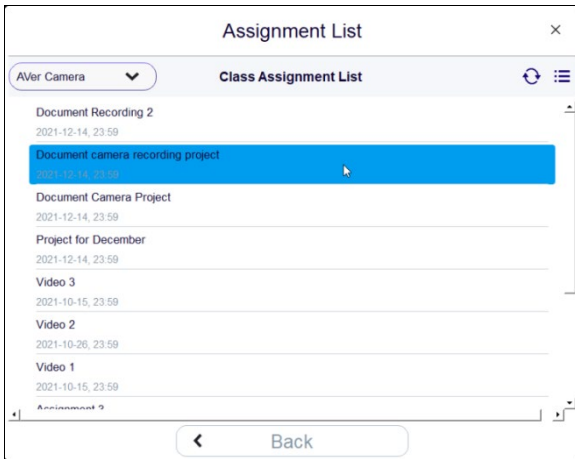 Assignment List
AVer Camera
Class Assignment List
Document Recording 2
2021-12-14, 23:59
Document camera recording project
2021-12-14, 23:59
Document Camera Project
2021-12-14, 23:59
Project for December
2021-12-14, 23:59
Video 3
2021-10-15, 23:59
Video 2
2021-10-26, 23:59
Video 1
2021-10-15, 23:59
Assignment 3
Back